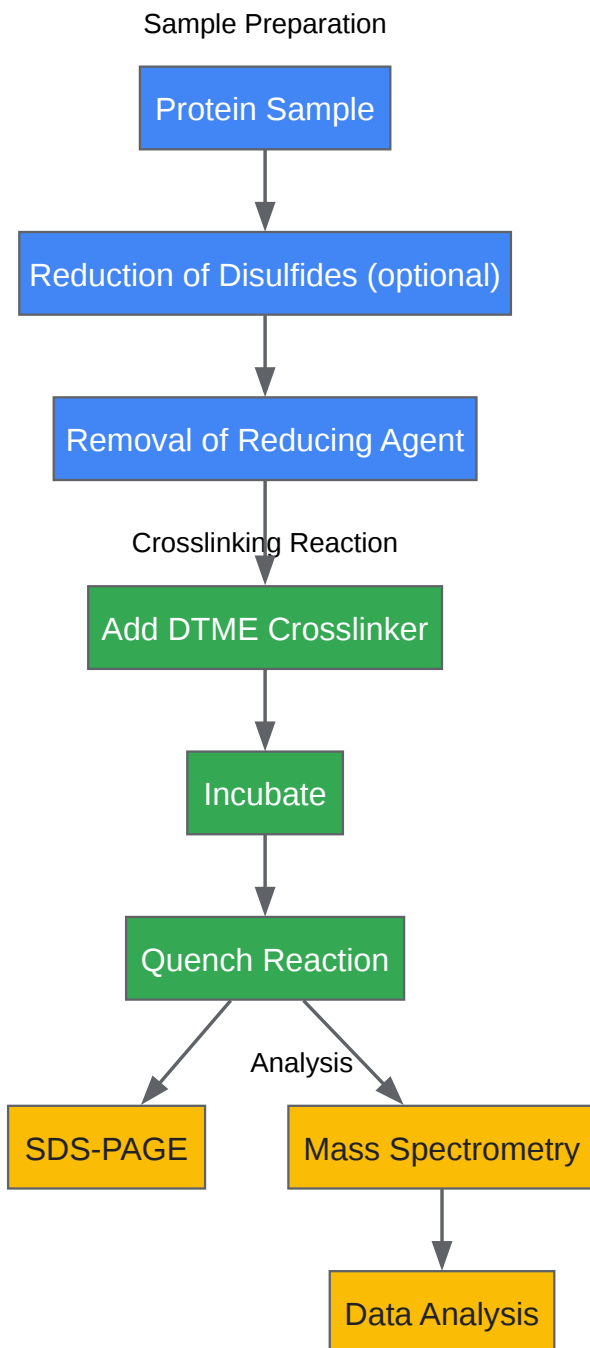 Sample Preparation
Protein Sample
Reduction of Disulfides (optional)
Removal of Reducing Agent
Crosslinking Reaction
Add DTME Crosslinker
Incubate
Quench Reaction
Analysis
SDS-PAGE
Mass Spectrometry
Data Analysis